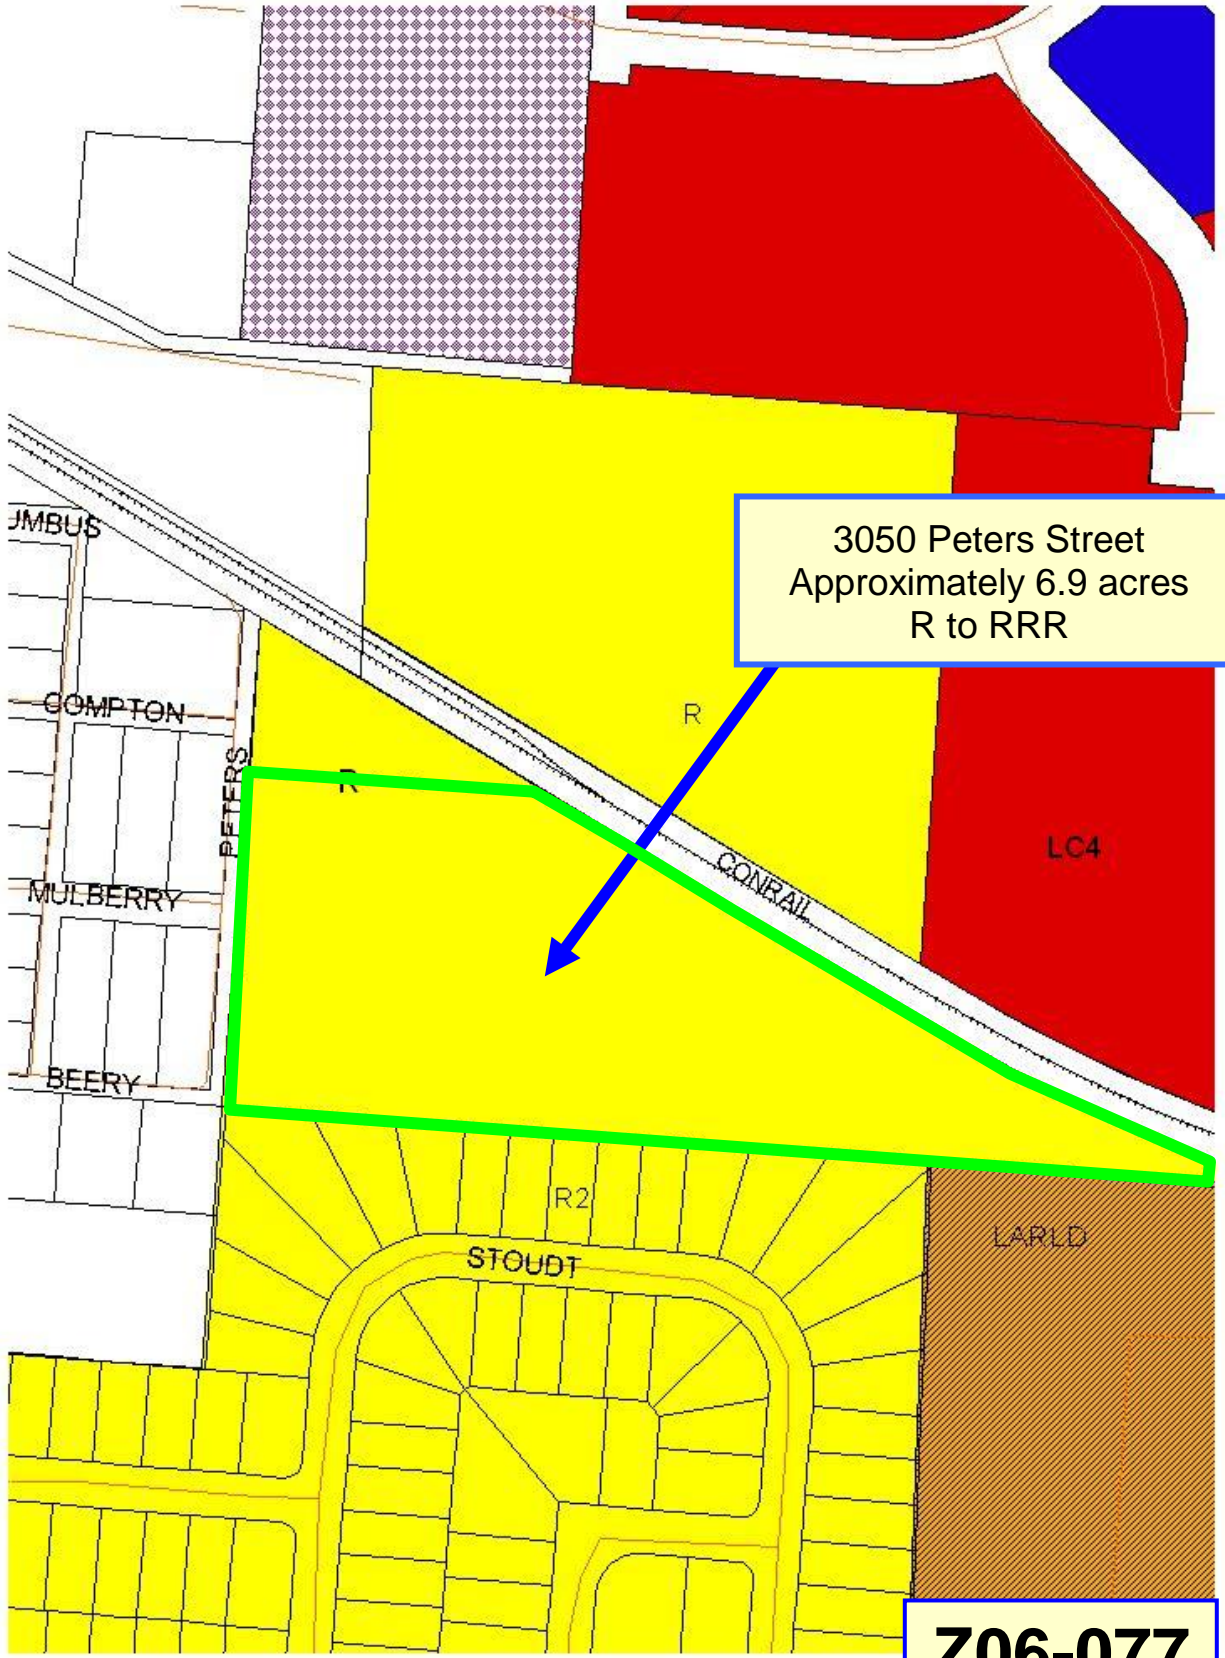 UMBUS
3050 Peters Street
Approximately 6.9 acres
R to RRR
COMPTON
R
PETERS
R
LC4
CONRAIL
MULBERRY
BEERY
R2
LARLD
STOUDT
Z06-077